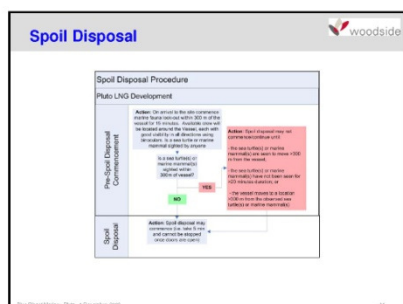 Spoil Disposal
woodside
Spoil Disposal Procedure
Pluto LNG Development
Pre-Spoil Disposal
Commencement
Action: On arrival to the site commence
marine fauna look-out within 300 m of the
vessel for 10 minutes. Available crew will
be located around the Vessel, each with
good visibility in all directions using
binoculars. Is a sea turtle or marine
mammal sighted by anyone
Is a sea turtle(s) or
marine
mammal(s)
sighted within
300m of vessel?
YES
NO
Action: Spoil disposal may not
commence/continue until:
- the sea turtle(s) or marine
mammal(s) are seen to move >300
m from the vessel;
- the sea turtle(s) or marine
mammal(s) have not been seen for
>20 minutes duration; or
- the vessel moves to a location
>300 m from the observed sea
turtle(s) or marine mammal(s)
Spoil
Disposal
Action: Spoil disposal may
commence (i.e. take 5 min
and cannot be stopped
once doors are open)